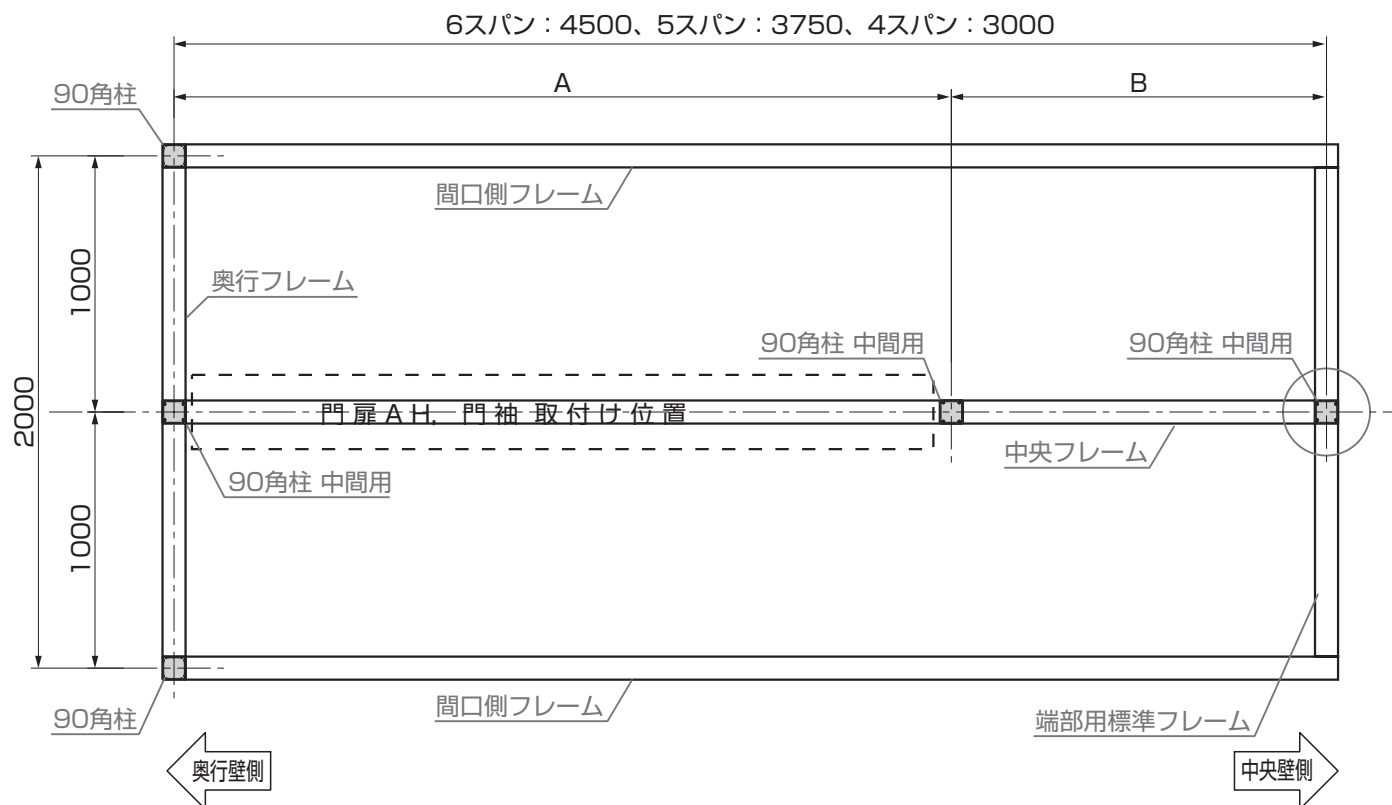 6スパン：4500、5スパン：3750、4スパン：3000
A
B
90角柱
間口側フレーム
1000
奥行フレーム
90角柱 中間用
90角柱 中間用
2000
門扉AH, 門袖 取付け位置
中央フレーム
90角柱 中間用
1000
90角柱
間口側フレーム
端部用標準フレーム
奥行壁側
中央壁側